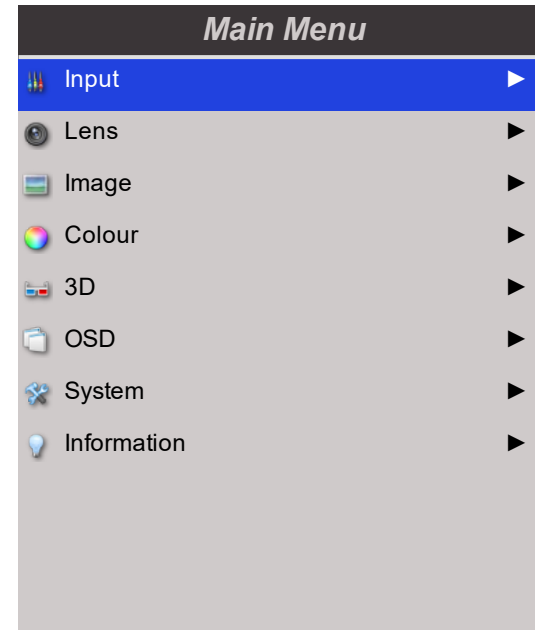 Main Menu
Input
Lens
Image
Colour
3D
OSD
System
Information